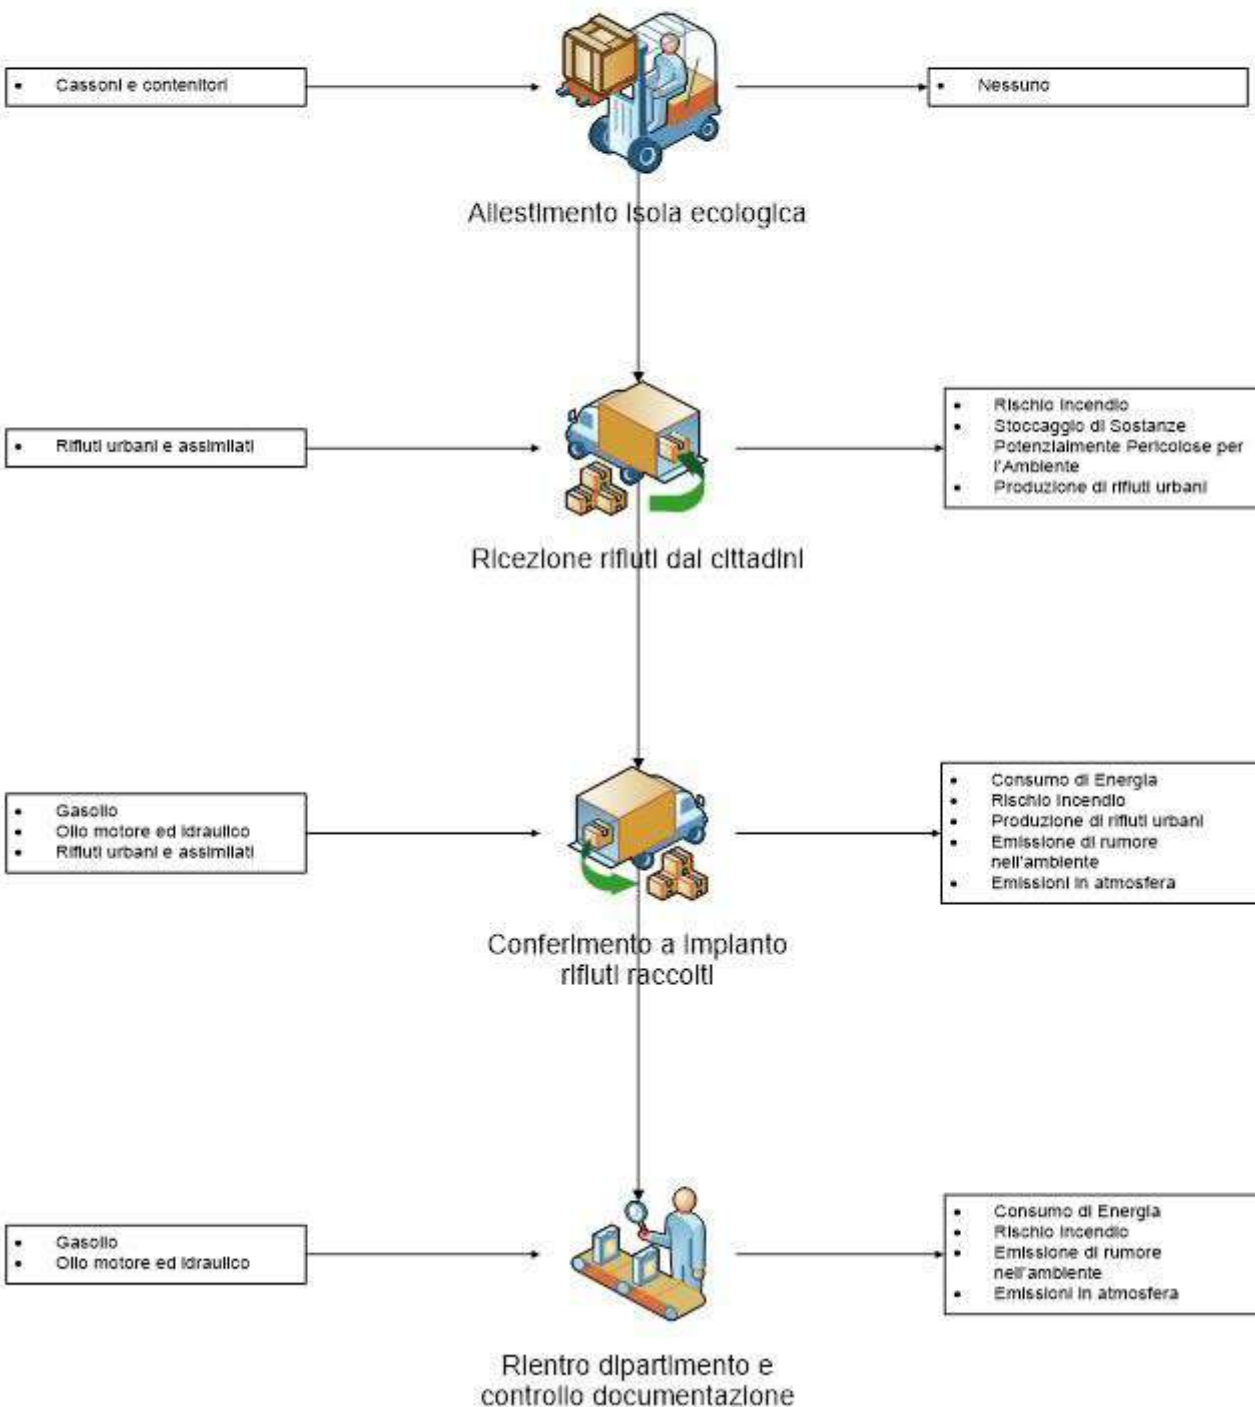 • Cassoni e contenitori
• Nessuno
Allestimento isola ecologica
• Rifiuti urbani e assimilati
• Rischio incendio
• Stoccaggio di Sostanze
Potenzialmente Pericolose per
l'Ambiente
• Produzione di rifiuti urbani
Ricezione rifiuti dai cittadini
• Gasolio
• Olio motore ed idraulico
• Rifiuti urbani e assimilati
• Consumo di Energia
• Rischio incendio
• Produzione di rifiuti urbani
• Emissione di rumore
nell'ambiente
• Emissioni in atmosfera
Conferimento a impianto
rifiuti raccolti
• Gasolio
• Olio motore ed idraulico
• Consumo di Energia
• Rischio incendio
• Emissione di rumore
nell'ambiente
• Emissioni in atmosfera
Rientro dipartimento e
controllo documentazione